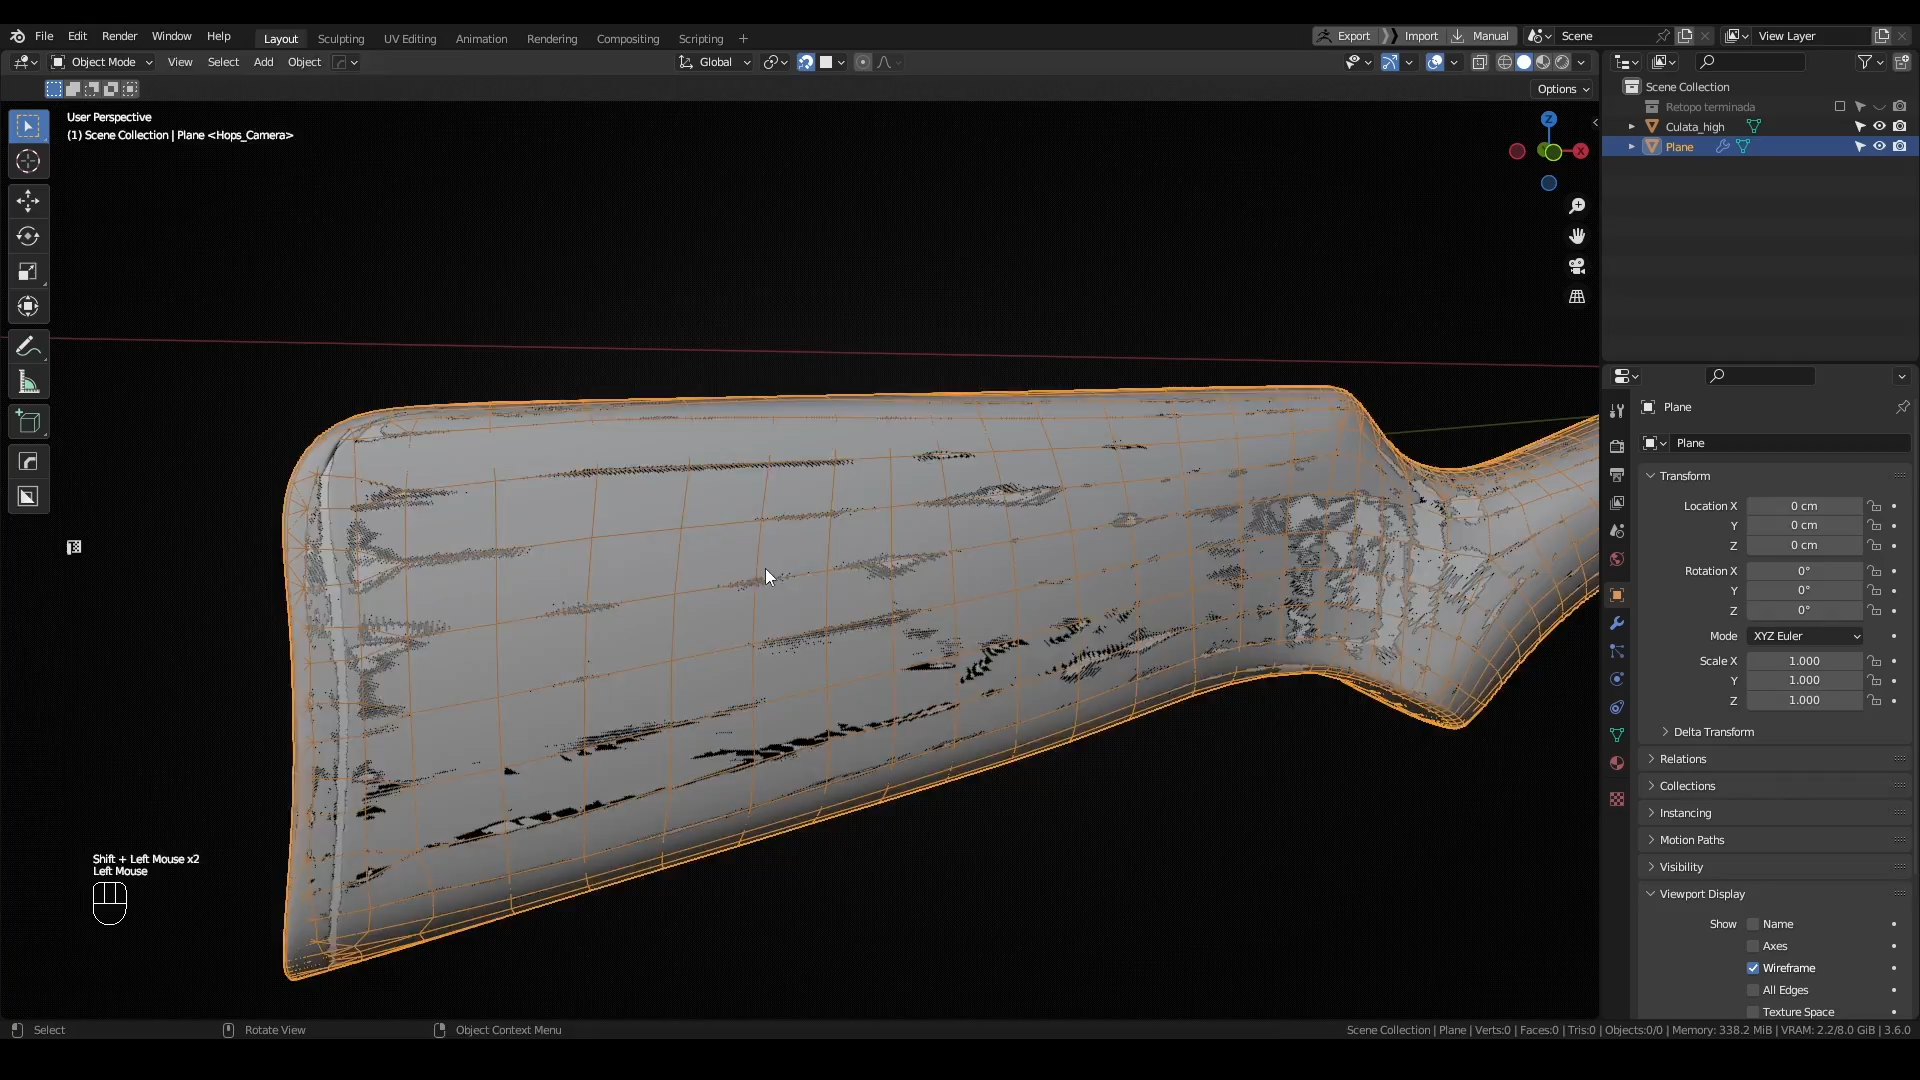 File Edit Render Window Help Layout Sculpting UV Editing Animation Rendering Compositing Scripting + Export Import Manual Scene View Layer
Object Mode View Select Add Object Global
Options
User Perspective
(1) Scene Collection | Plane <Hops_Camera>
Z
X
Shift + Left Mouse x2
Left Mouse
Scene Collection
Retopo terminada
Culata_high
Plane
Plane
Plane
Transform
Location X 0 cm
Y 0 cm
Z 0 cm
Rotation X 0°
Y 0°
Z 0°
Mode XYZ Euler
Scale X 1.000
Y 1.000
Z 1.000
Delta Transform
Relations
Collections
Instancing
Motion Paths
Visibility
Viewport Display
Show Name
Axes
Wireframe
All Edges
Texture Space
Select Rotate View Object Context Menu Scene Collection | Plane | Verts:0 | Faces:0 | Tris:0 | Objects:0/0 | Memory: 338.2 MiB | VRAM: 2.2/8.0 GiB | 3.6.0